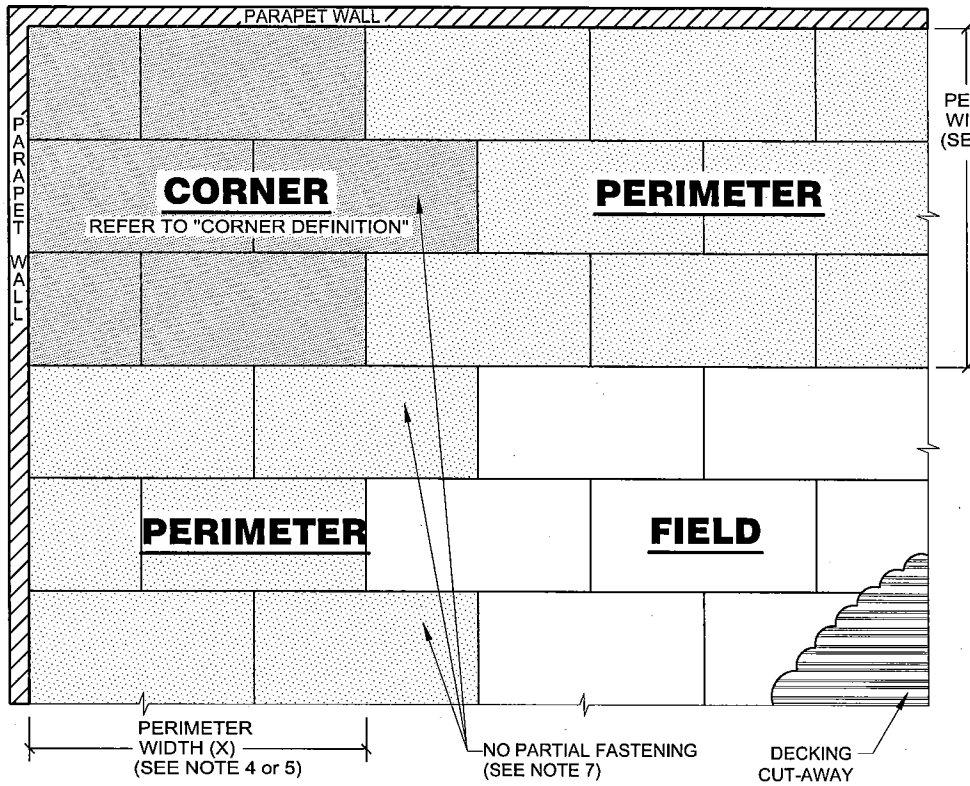 PARAPET WALL
PARAPET WALL
CORNER
REFER TO "CORNER DEFINITION"
PERIMETER
PERIMETER
FIELD
PERIMETER
WIDTH (X)
(SEE NOTE 4 or 5)
NO PARTIAL FASTENING
(SEE NOTE 7)
DECKING
CUT-AWAY